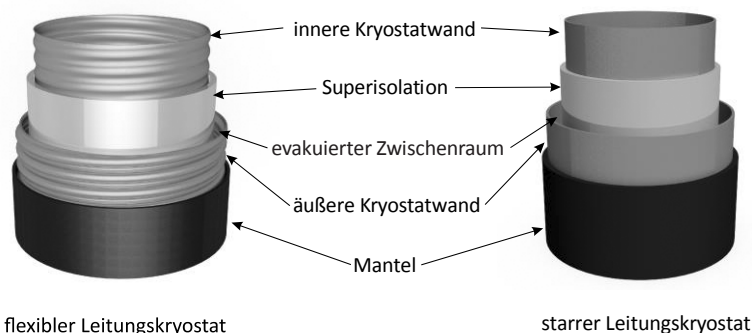 innere Kryostatwand
Superisolation
evakuierter Zwischenraum
äußere Kryostatwand
Mantel
flexibler Leitungskryostat
starrer Leitungskryostat